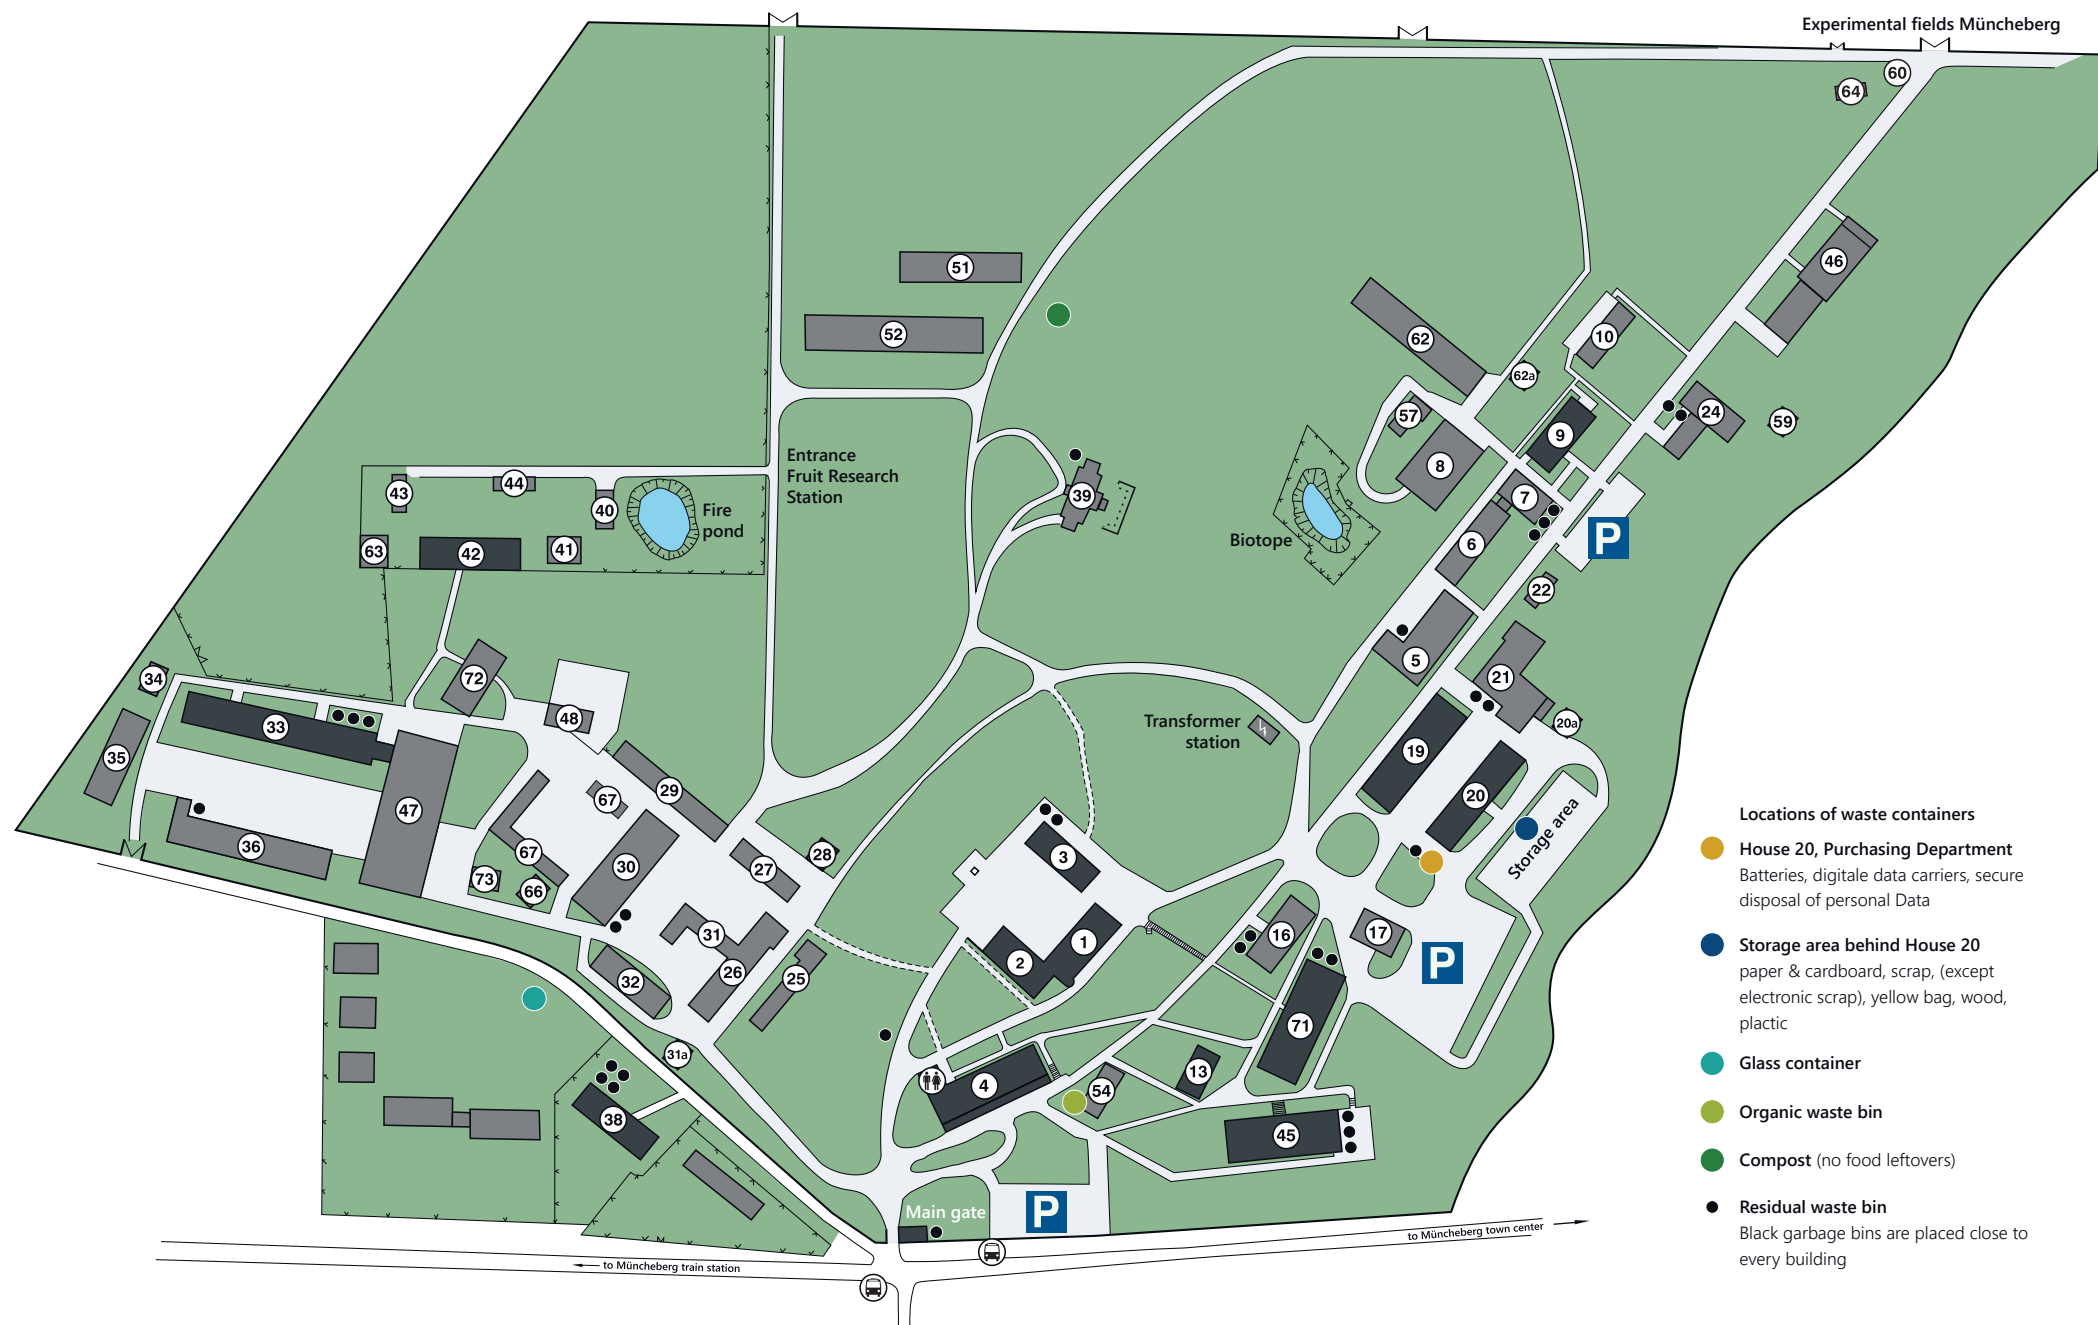 Experimental fields Müncheberg
60
64
46
51
52
62
10
62a
57
24
59
9
8
7
Entrance
Fruit Research
Station
43
44
40
Fire
pond
39
Biotope
6
P
63
42
41
22
5
21
34
72
48
33
Transformer
station
20a
19
35
29
67
47
20
Storage area
36
67
30
28
27
3
73
66
31
16
17
1
2
26
25
32
P
71
31a
4
54
13
38
45
Main gate
P
to Müncheberg town center
to Müncheberg train station
Locations of waste containers
House 20, Purchasing Department
Batteries, digitale data carriers, secure
disposal of personal Data
Storage area behind House 20
paper & cardboard, scrap, (except
electronic scrap), yellow bag, wood,
plactic
Glass container
Organic waste bin
Compost (no food leftovers)
Residual waste bin
Black garbage bins are placed close to
every building